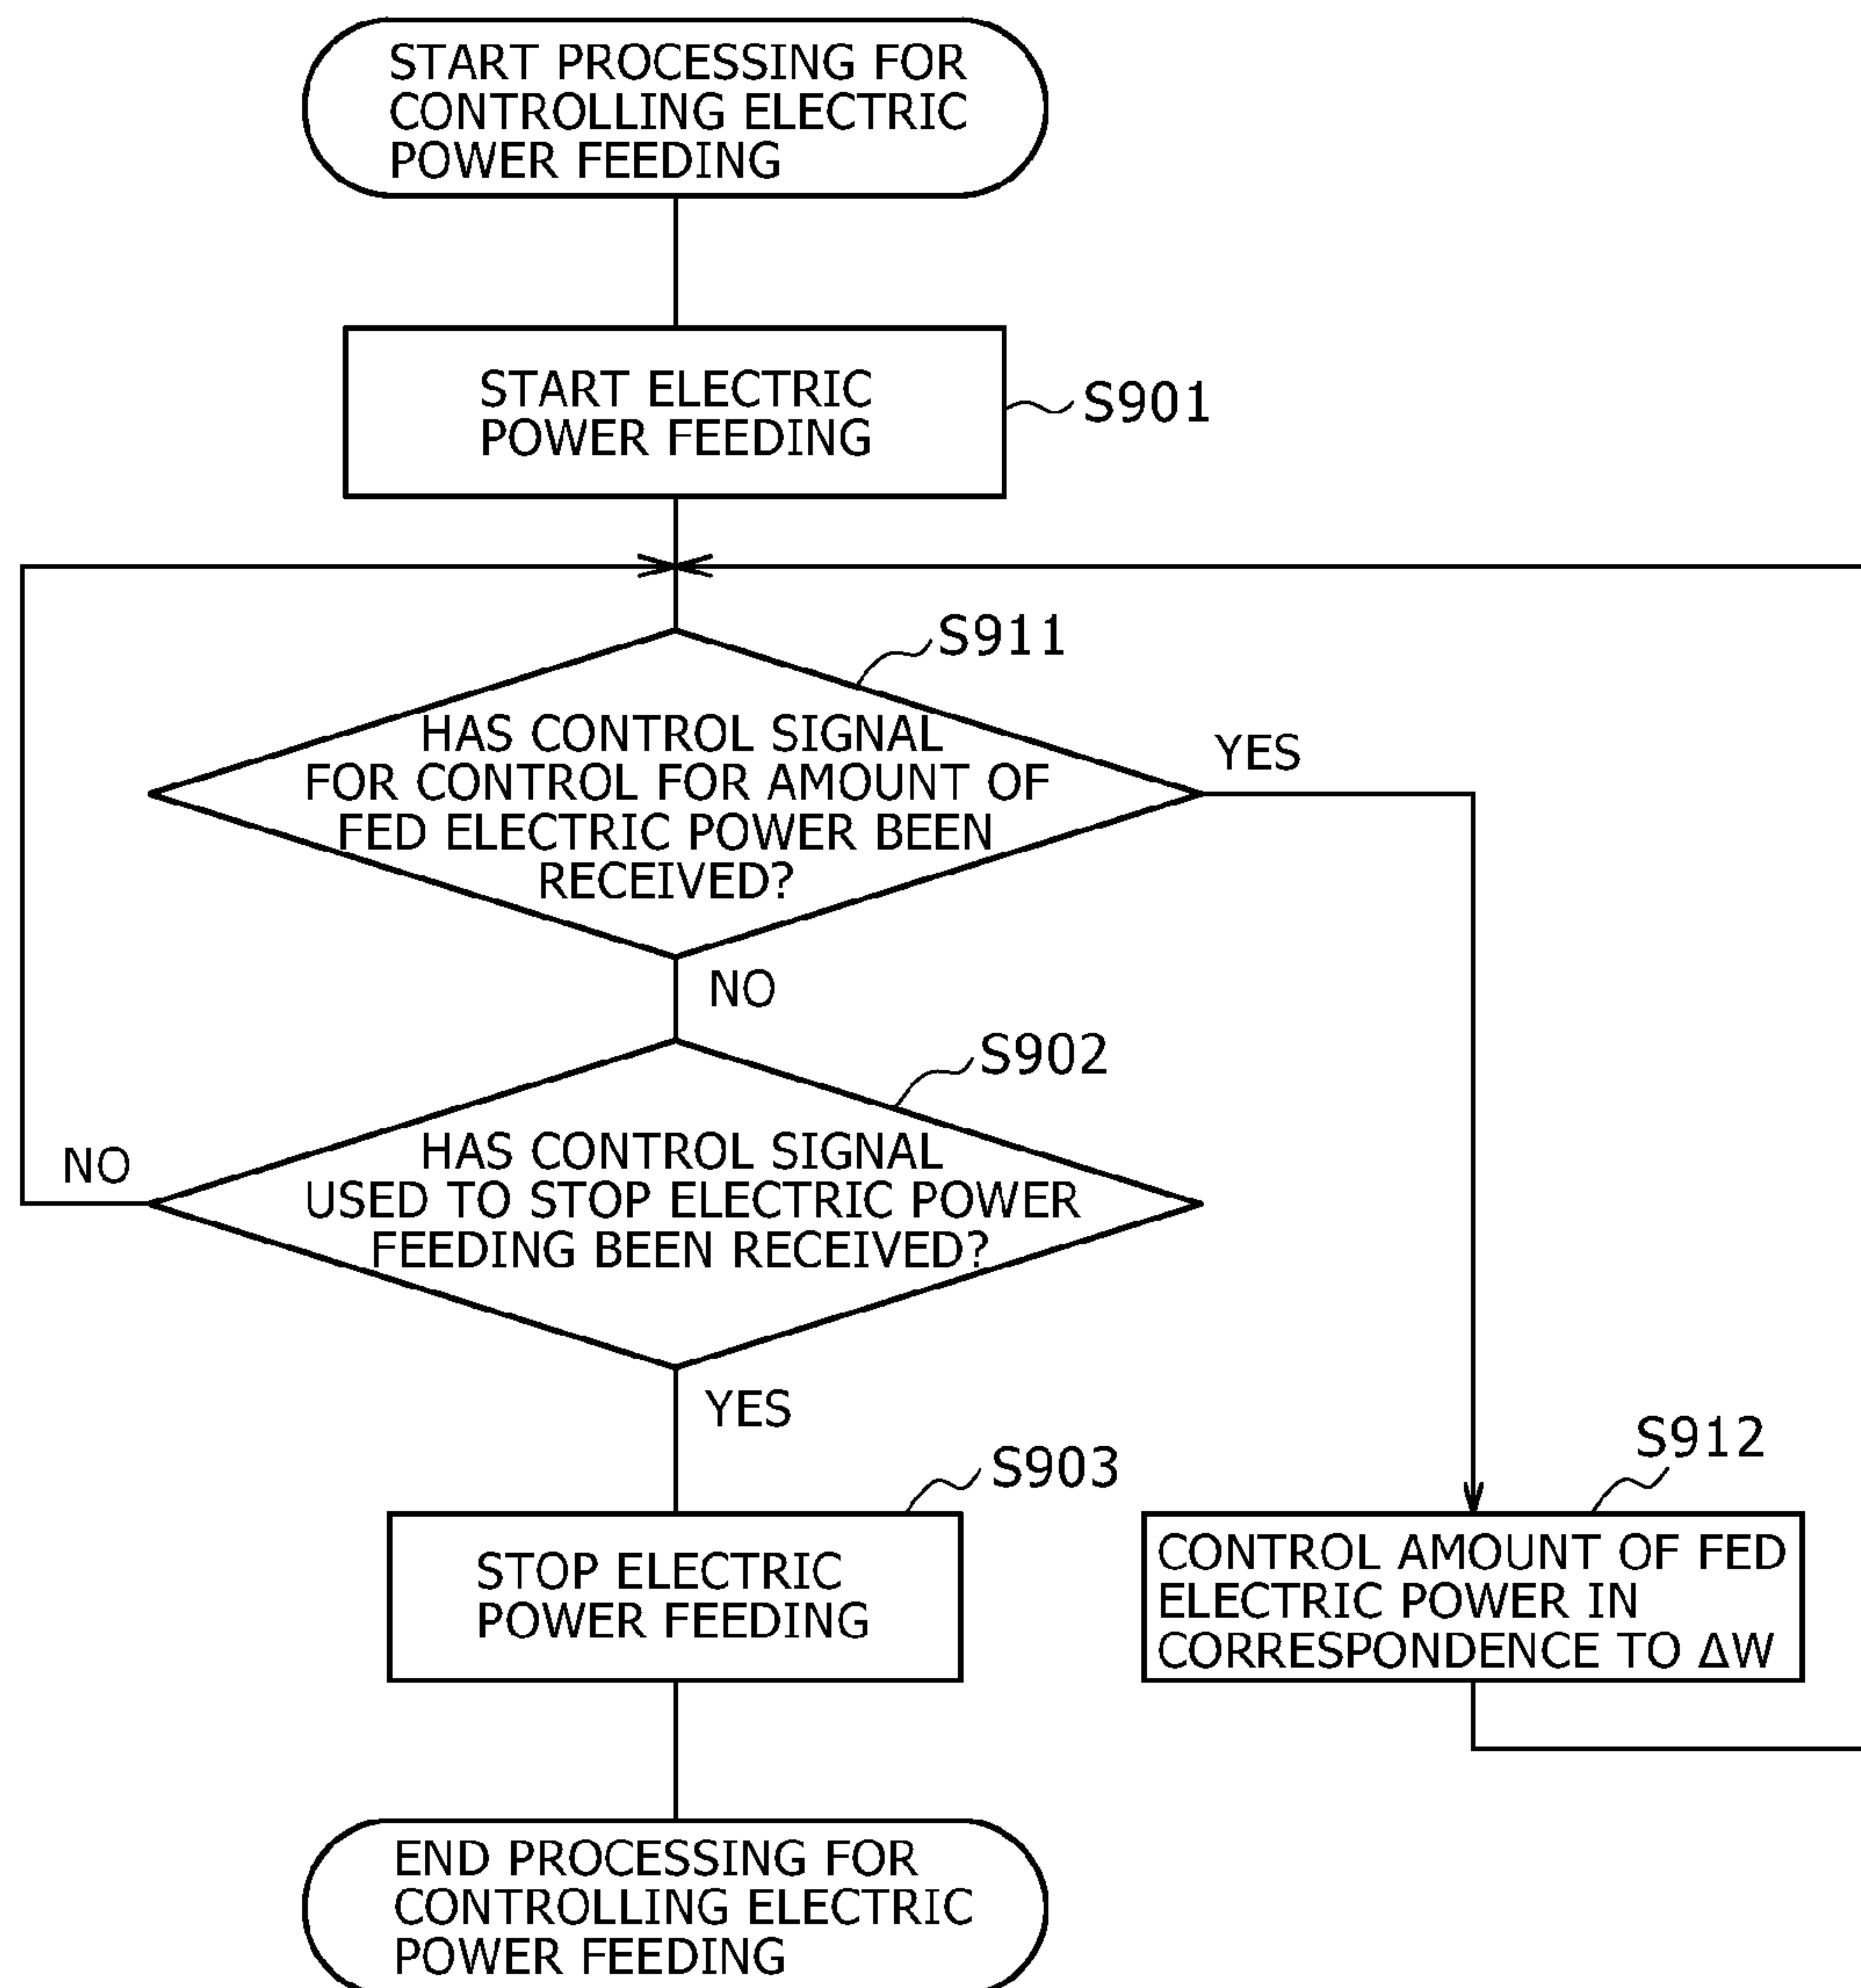 START PROCESSING FOR
CONTROLLING ELECTRIC
POWER FEEDING
START ELECTRIC
POWER FEEDING
S901
S911
HAS CONTROL SIGNAL
FOR CONTROL FOR AMOUNT OF
FED ELECTRIC POWER BEEN
RECEIVED?
YES
NO
S902
HAS CONTROL SIGNAL
USED TO STOP ELECTRIC POWER
FEEDING BEEN RECEIVED?
NO
YES
S903
STOP ELECTRIC
POWER FEEDING
S912
CONTROL AMOUNT OF FED
ELECTRIC POWER IN
CORRESPONDENCE TO ΔW
END PROCESSING FOR
CONTROLLING ELECTRIC
POWER FEEDING